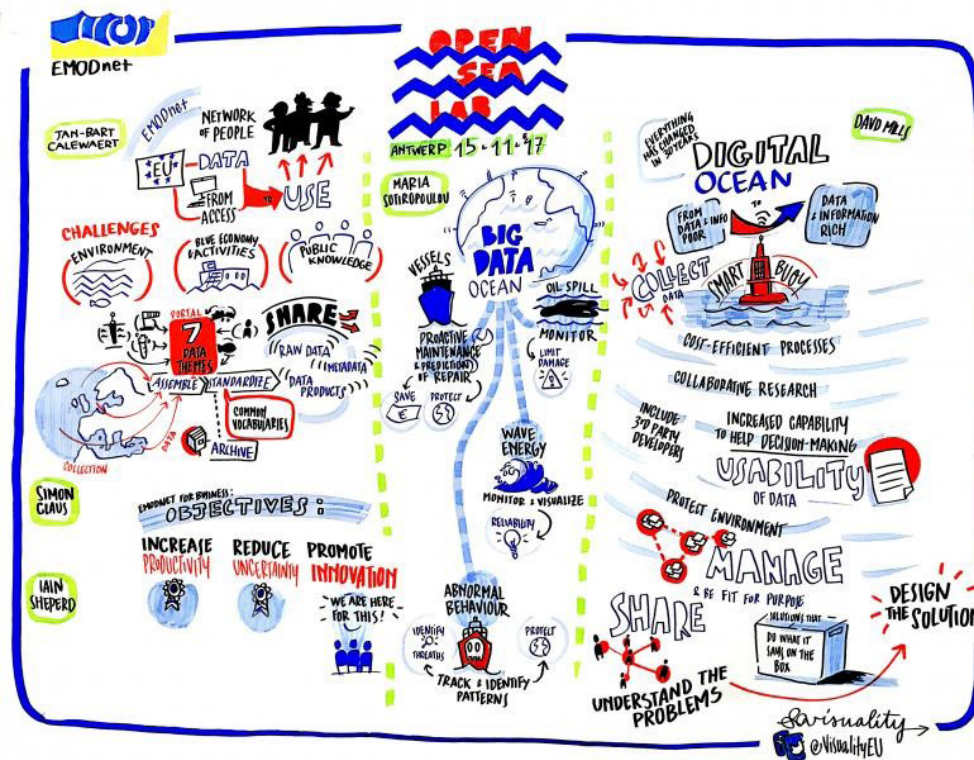 EMODnet
OPEN
SEA
LAB
ANTWERP 15·11·17
JAN-BART
CALEWAERT
EMODnet
NETWORK
OF PEOPLE
EU
DATA
FROM
ACCESS
TO
USE
CHALLENGES
ENVIRONMENT
BLUE ECONOMY
& ACTIVITIES
PUBLIC
KNOWLEDGE
PORTAL
7
DATA
THEMES
SHARE
RAW DATA
METADATA
DATA
PRODUCTS
ASSEMBLE
STANDARDIZE
COMMON
VOCABULARIES
ARCHIVE
DATA
COLLECTION
SIMON
CLAUS
EMODNET FOR BUSINESS:
OBJECTIVES:
INCREASE
PRODUCTIVITY
REDUCE
UNCERTAINTY
PROMOTE
INNOVATION
WE ARE HERE
FOR THIS!
IAIN
SHEPERD
MARIA
SOTIROPOULOU
BIG
DATA
OCEAN
VESSELS
PROACTIVE
MAINTENANCE
& PREDICTION
OF REPAIR
SAVE
€
PROTECT
OIL SPILL
MONITOR
LIMIT
DAMAGE
WAVE
ENERGY
MONITOR & VISUALIZE
RELIABILITY
ABNORMAL
BEHAVIOUR
IDENTIFY
THREATHS
PROTECT
TRACK & IDENTIFY
PATTERNS
DAVID MILLS
EVERYTHING
HAS CHANGED
IN 30 YEARS
DIGITAL
OCEAN
FROM
DATA & INFO
POOR
TO
DATA
& INFORMATION
RICH
COLLECT
DATA
SMART BUOY
COST-EFFICIENT PROCESSES
COLLABORATIVE RESEARCH
INCLUDE
3RD PARTY
DEVELOPERS
INCREASED CAPABILITY
TO HELP DECISION-MAKING
USABILITY
OF DATA
PROTECT ENVIRONMENT
MANAGE
& BE FIT FOR PURPOSE
SHARE
SOLUTIONS THAT
DO WHAT IT
SAYS ON THE
BOX
DESIGN
THE SOLUTION
UNDERSTAND THE
PROBLEMS
visuality
@VisualityEU